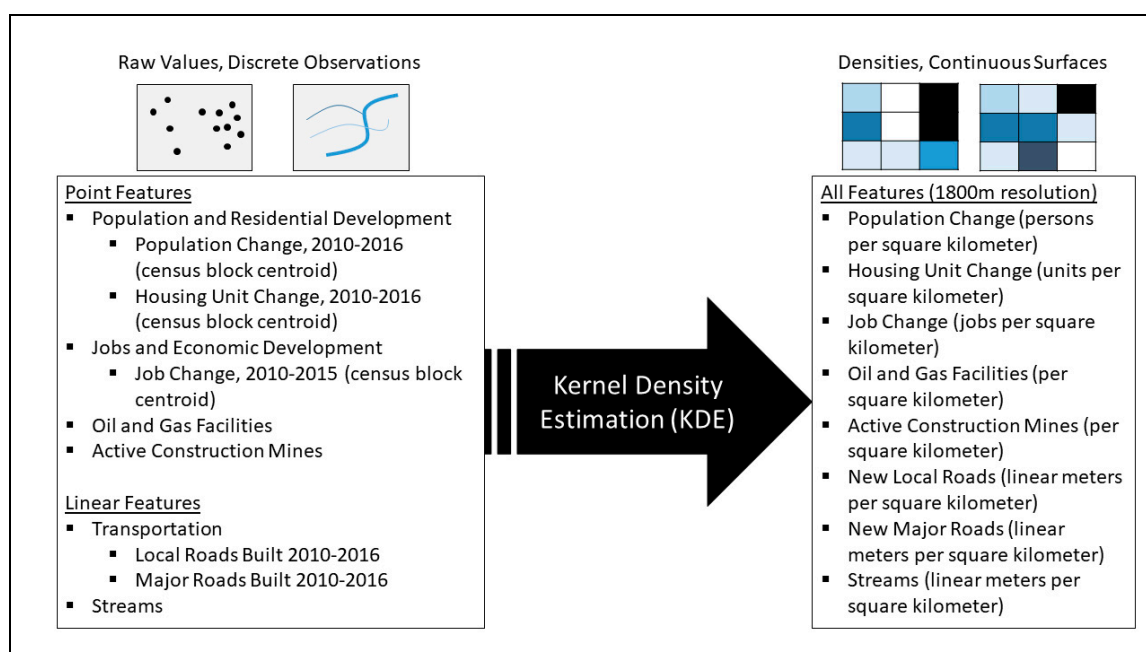 Raw Values, Discrete Observations
Point Features
▪ Population and Residential Development
▪ Population Change, 2010-2016
(census block centroid)
▪ Housing Unit Change, 2010-2016
(census block centroid)
▪ Jobs and Economic Development
▪ Job Change, 2010-2015 (census block
centroid)
▪ Oil and Gas Facilities
▪ Active Construction Mines
Linear Features
▪ Transportation
▪ Local Roads Built 2010-2016
▪ Major Roads Built 2010-2016
▪ Streams
Kernel Density
Estimation (KDE)
Densities, Continuous Surfaces
All Features (1800m resolution)
▪ Population Change (persons
per square kilometer)
▪ Housing Unit Change (units per
square kilometer)
▪ Job Change (jobs per square
kilometer)
▪ Oil and Gas Facilities (per
square kilometer)
▪ Active Construction Mines (per
square kilometer)
▪ New Local Roads (linear meters
per square kilometer)
▪ New Major Roads (linear
meters per square kilometer)
▪ Streams (linear meters per
square kilometer)